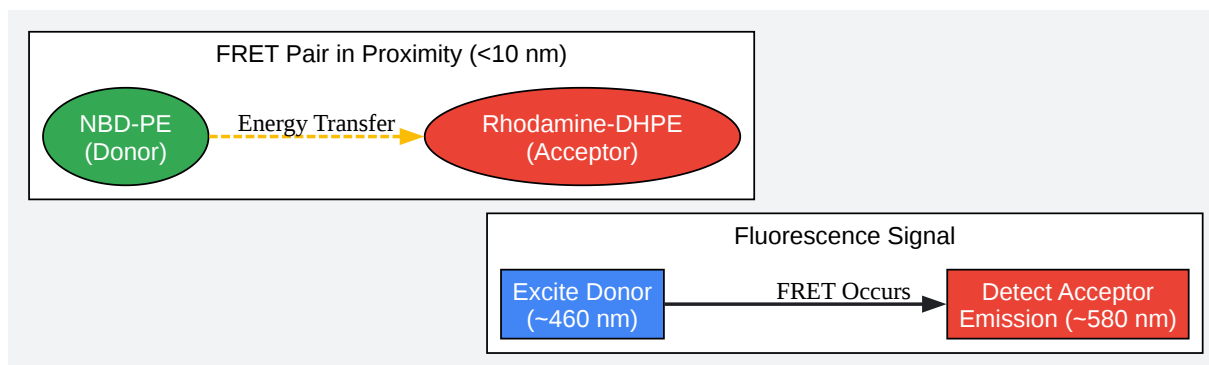 FRET Pair in Proximity (<10 nm)
NBD-PE
(Donor)
Energy Transfer
Rhodamine-DHPE
(Acceptor)
Fluorescence Signal
Excite Donor
(~460 nm)
FRET Occurs
Detect Acceptor
Emission (~580 nm)